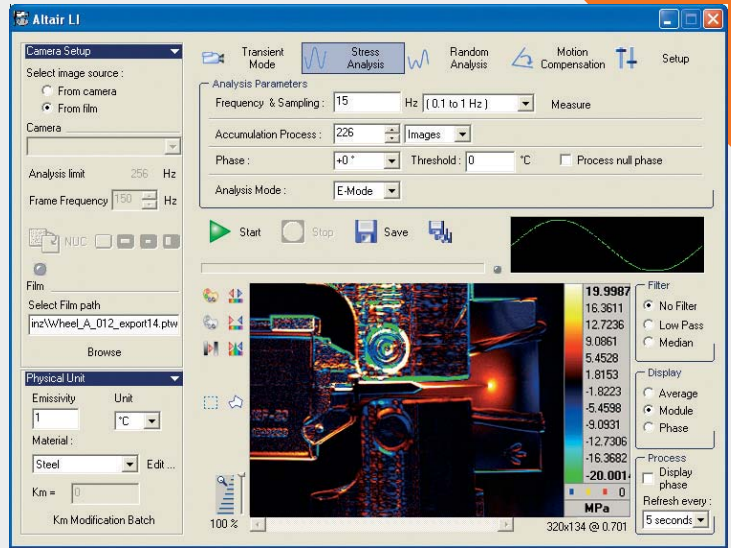 Altair LI
Camera Setup
Select image source :
From camera
From film
Camera
Analysis limit 256 Hz
Frame Frequency 150 Hz
NUC
Film
Select Film path
inz\Wheel_A_012_export14.ptw
Browse
Physical Unit
Emissivity Unit
1 °C
Material :
Steel Edit ...
Km = 0
Km Modification Batch
Transient Mode
Stress Analysis
Random Analysis
Motion Compensation
Setup
Analysis Parameters
Frequency & Sampling : 15 Hz ( 0.1 to 1 Hz ) Measure
Accumulation Process : 226 Images
Phase : +0 ° Threshold : 0 °C Process null phase
Analysis Mode : E-Mode
Start Stop Save
19.9987
16.3611
12.7236
9.0861
5.4528
1.8153
-1.8223
-5.4598
-9.0931
-12.7306
-16.3682
-20.001
0
MPa
100 %
320x134 @ 0.701
Filter
No Filter
Low Pass
Median
Display
Average
Module
Phase
Process
Display phase
Refresh every :
5 seconds